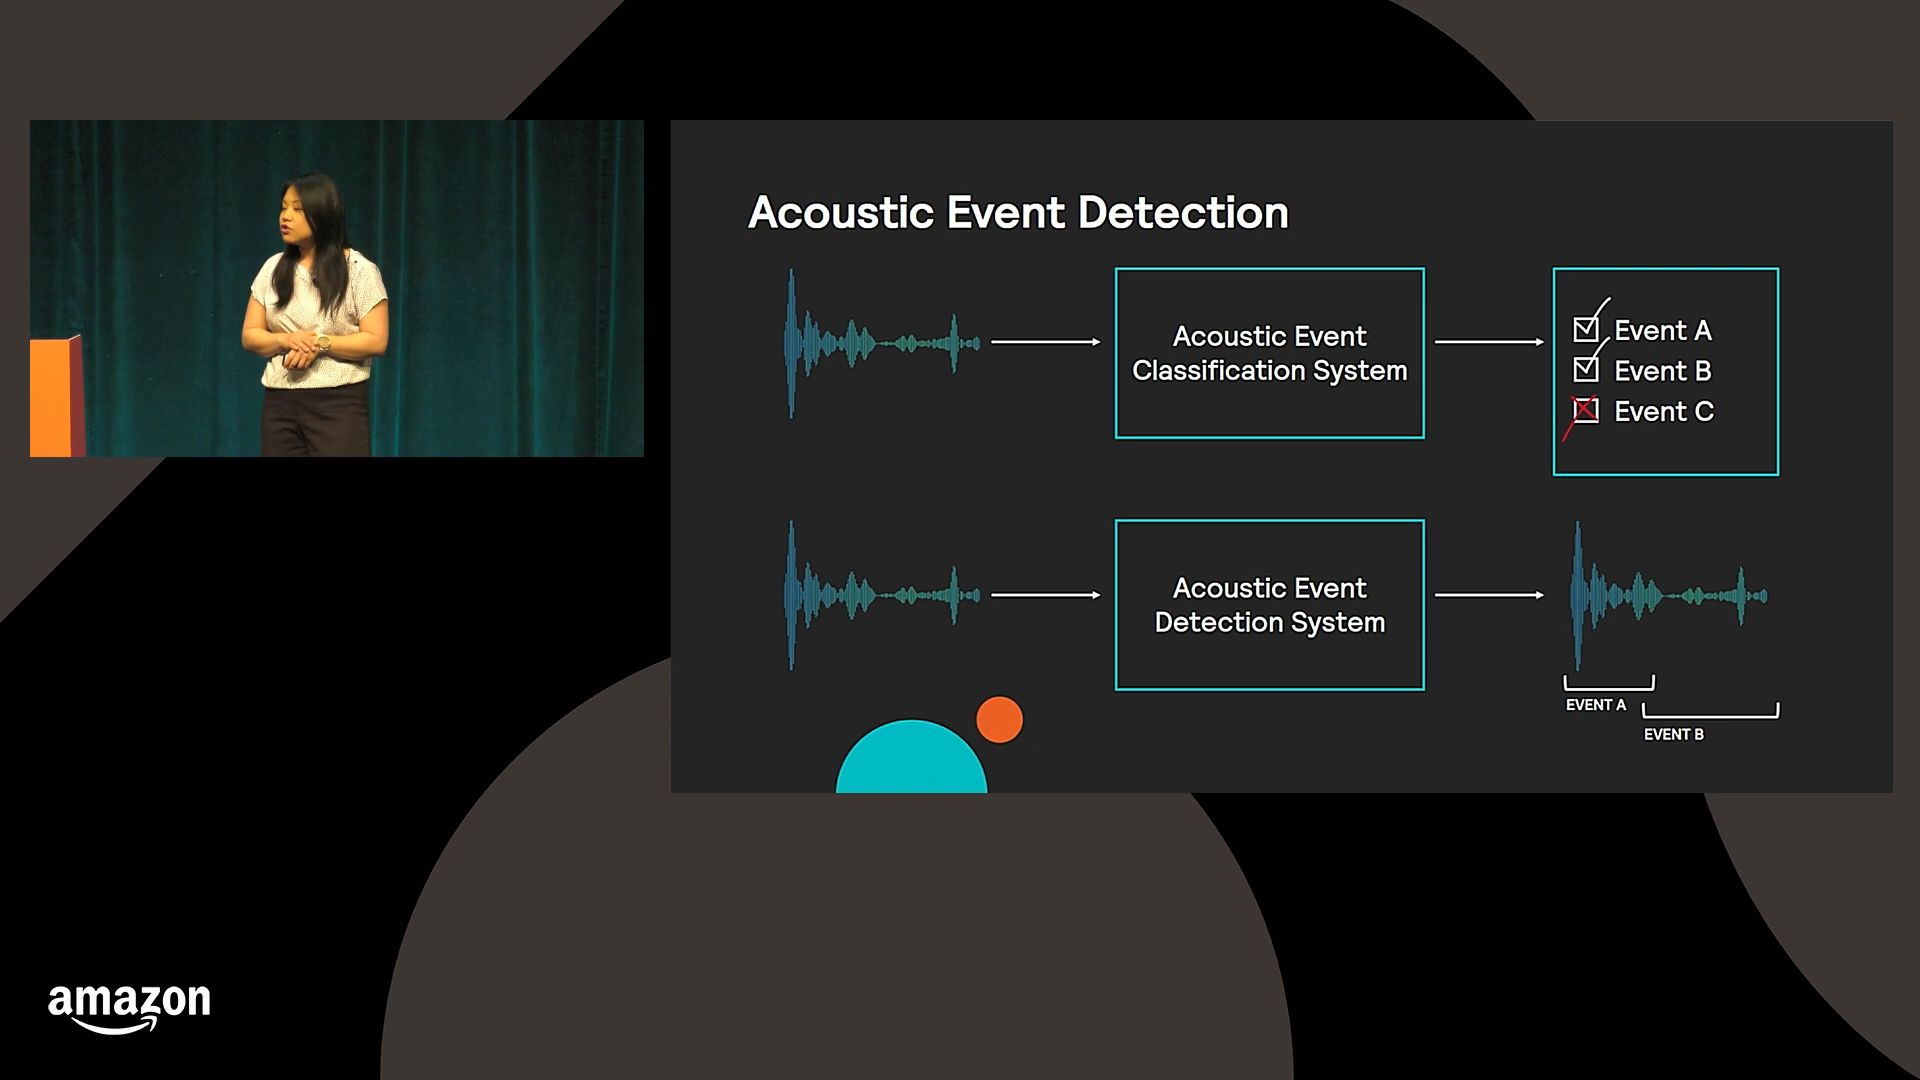 Acoustic Event Detection
Acoustic Event
Classification System
Event A
Event B
Event C
Acoustic Event
Detection System
EVENT A
EVENT B
amazon